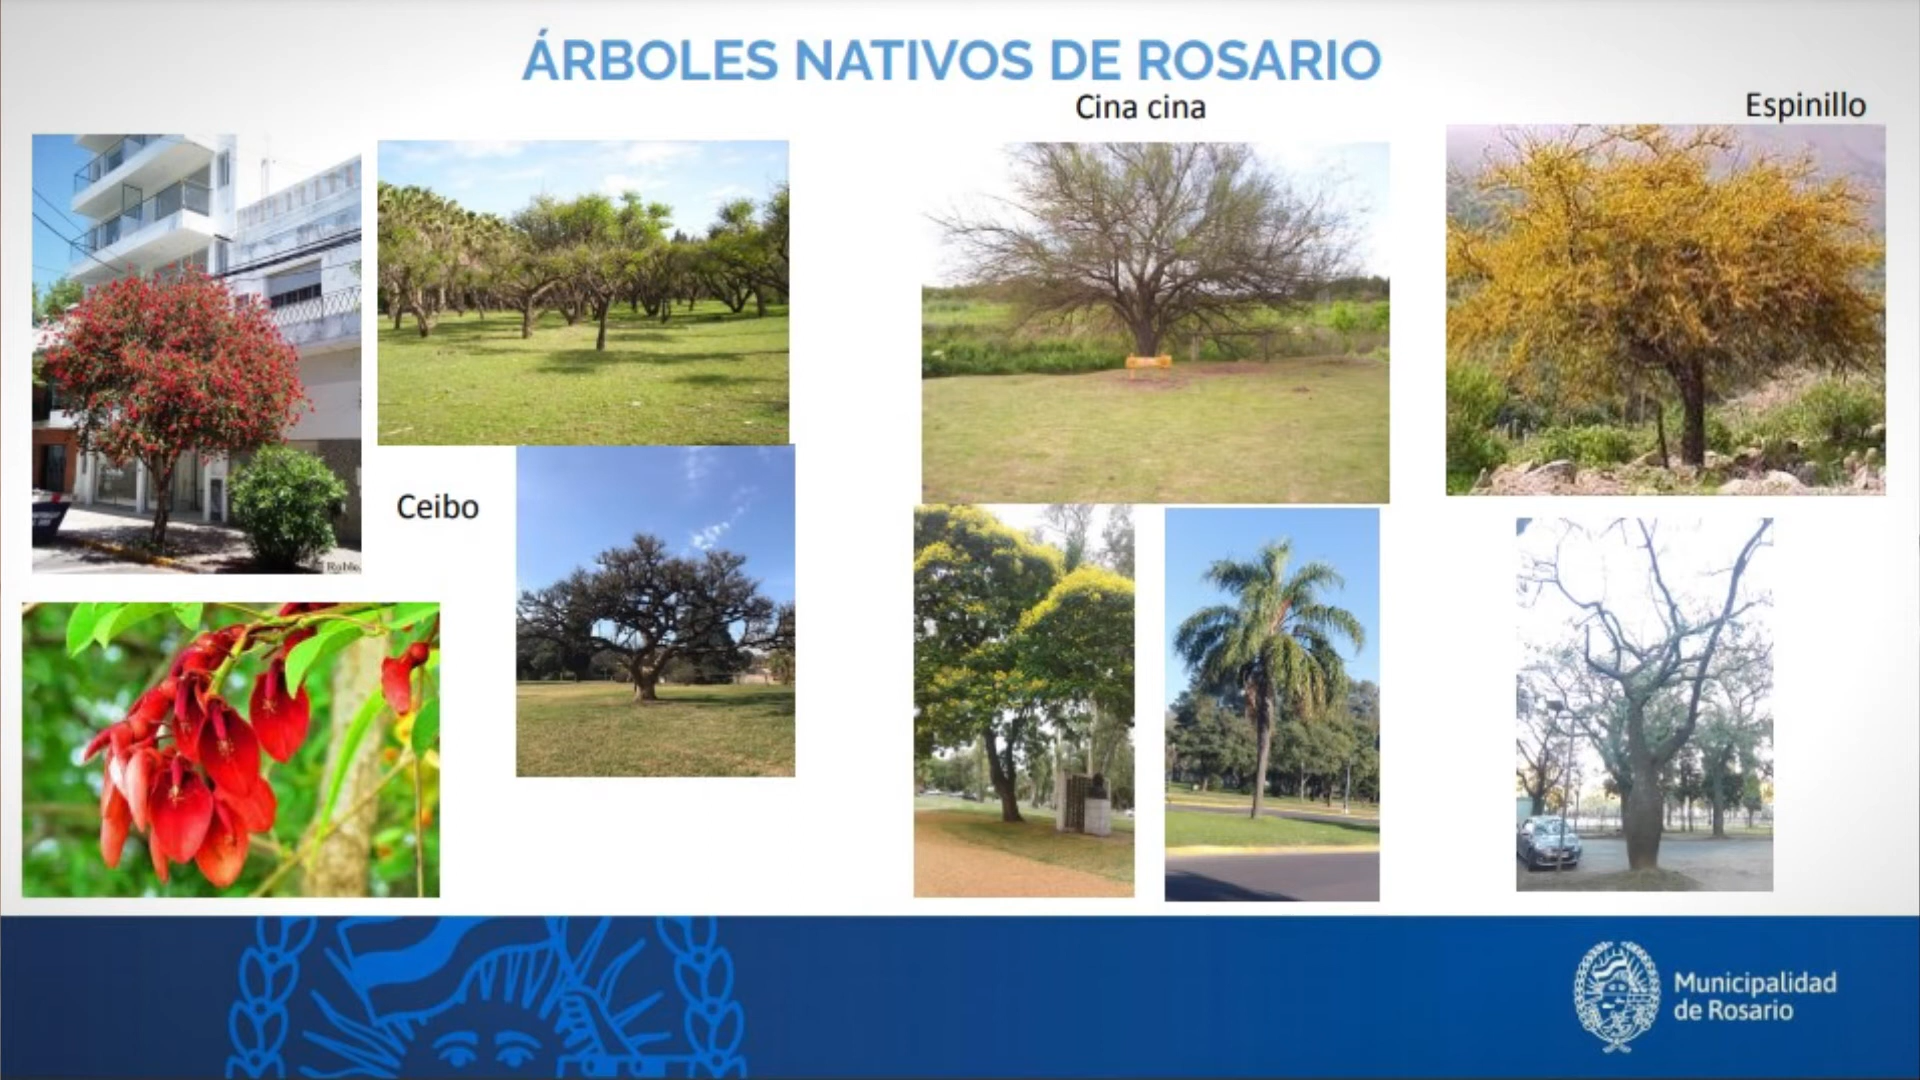 ÁRBOLES NATIVOS DE ROSARIO
Cina cina
Espinillo
Ceibo
Municipalidad
de Rosario